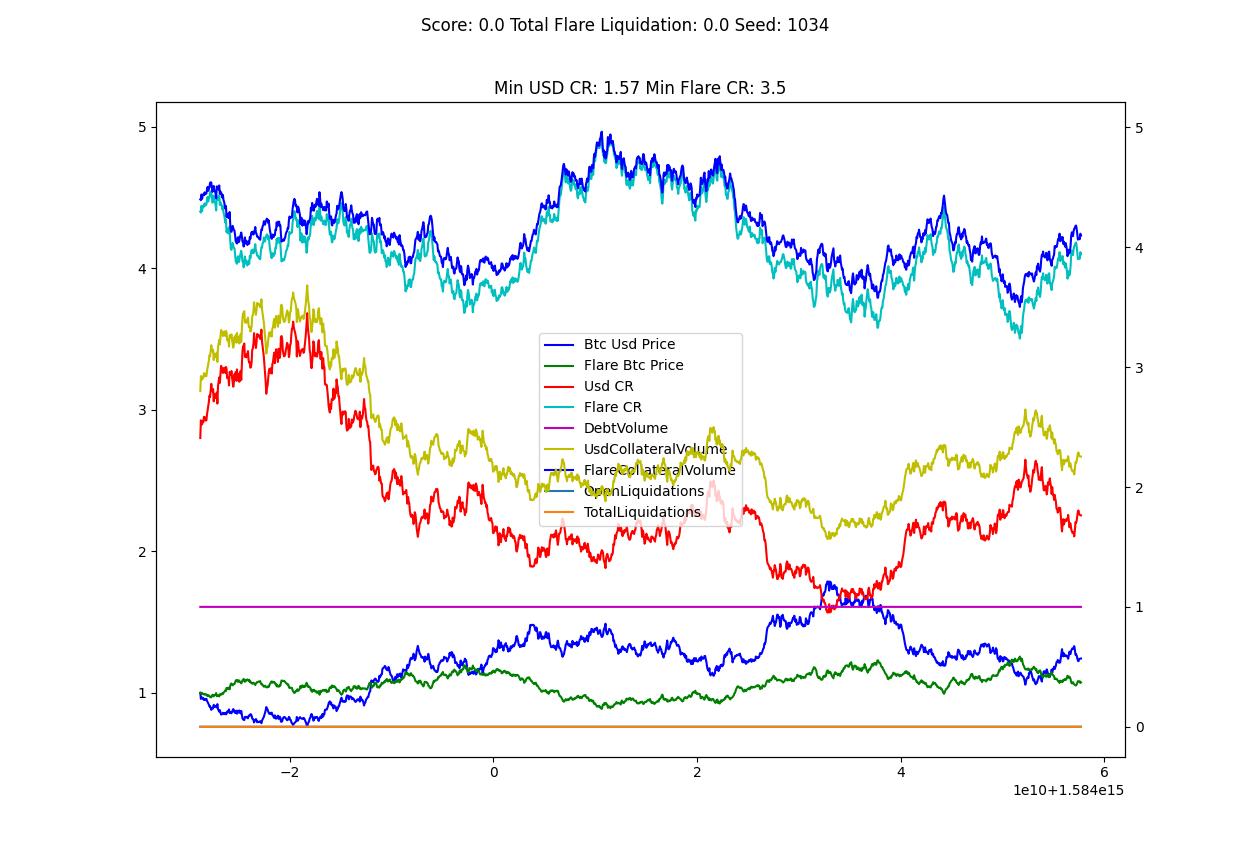 Score: 0.0 Total Flare Liquidation: 0.0 Seed: 1034
Min USD CR: 1.57 Min Flare CR: 3.5
5
4
3
2
1
5
4
3
2
1
0
Btc Usd Price
Flare Btc Price
Usd CR
Flare CR
DebtVolume
UsdCollateralVolume
FlareCollateralVolume
OpenLiquidations
TotalLiquidations
−2
0
2
4
6
1e10+1.584e15